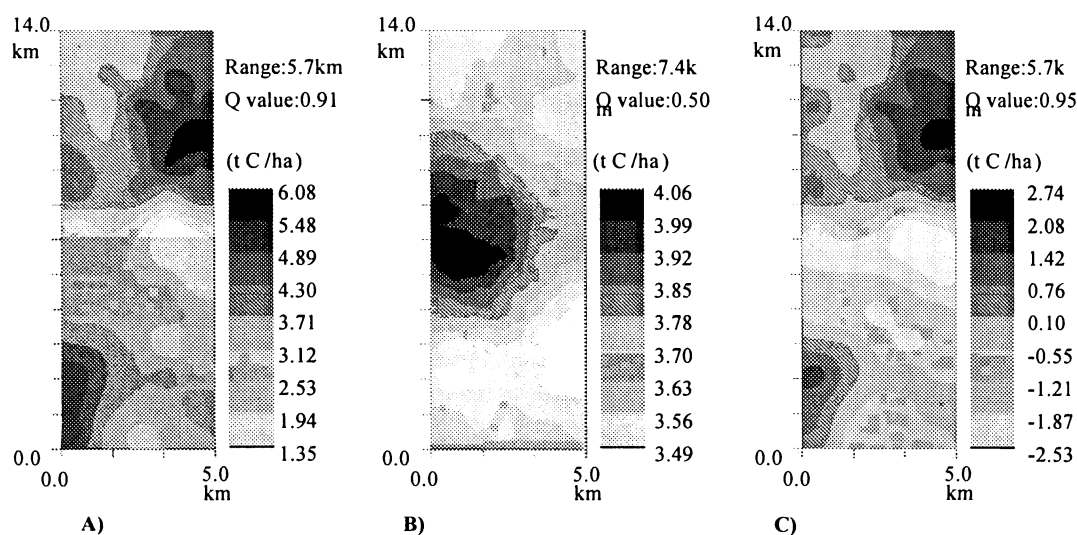 14.0
km
Range:5.7km
Q value:0.91
(t C/ha)
6.08
5.48
4.89
4.30
3.71
3.12
2.53
1.94
1.35
0.0
0.0
5.0
km
A)
14.0
km
Range:7.4k
Q value:0.50
m
(t C/ha)
4.06
3.99
3.92
3.85
3.78
3.70
3.63
3.56
3.49
0.0
0.0
5.0
km
B)
14.0
km
Range:5.7k
Q value:0.95
m
(t C/ha)
2.74
2.08
1.42
0.76
0.10
-0.55
-1.21
-1.87
-2.53
0.0
0.0
5.0
km
C)